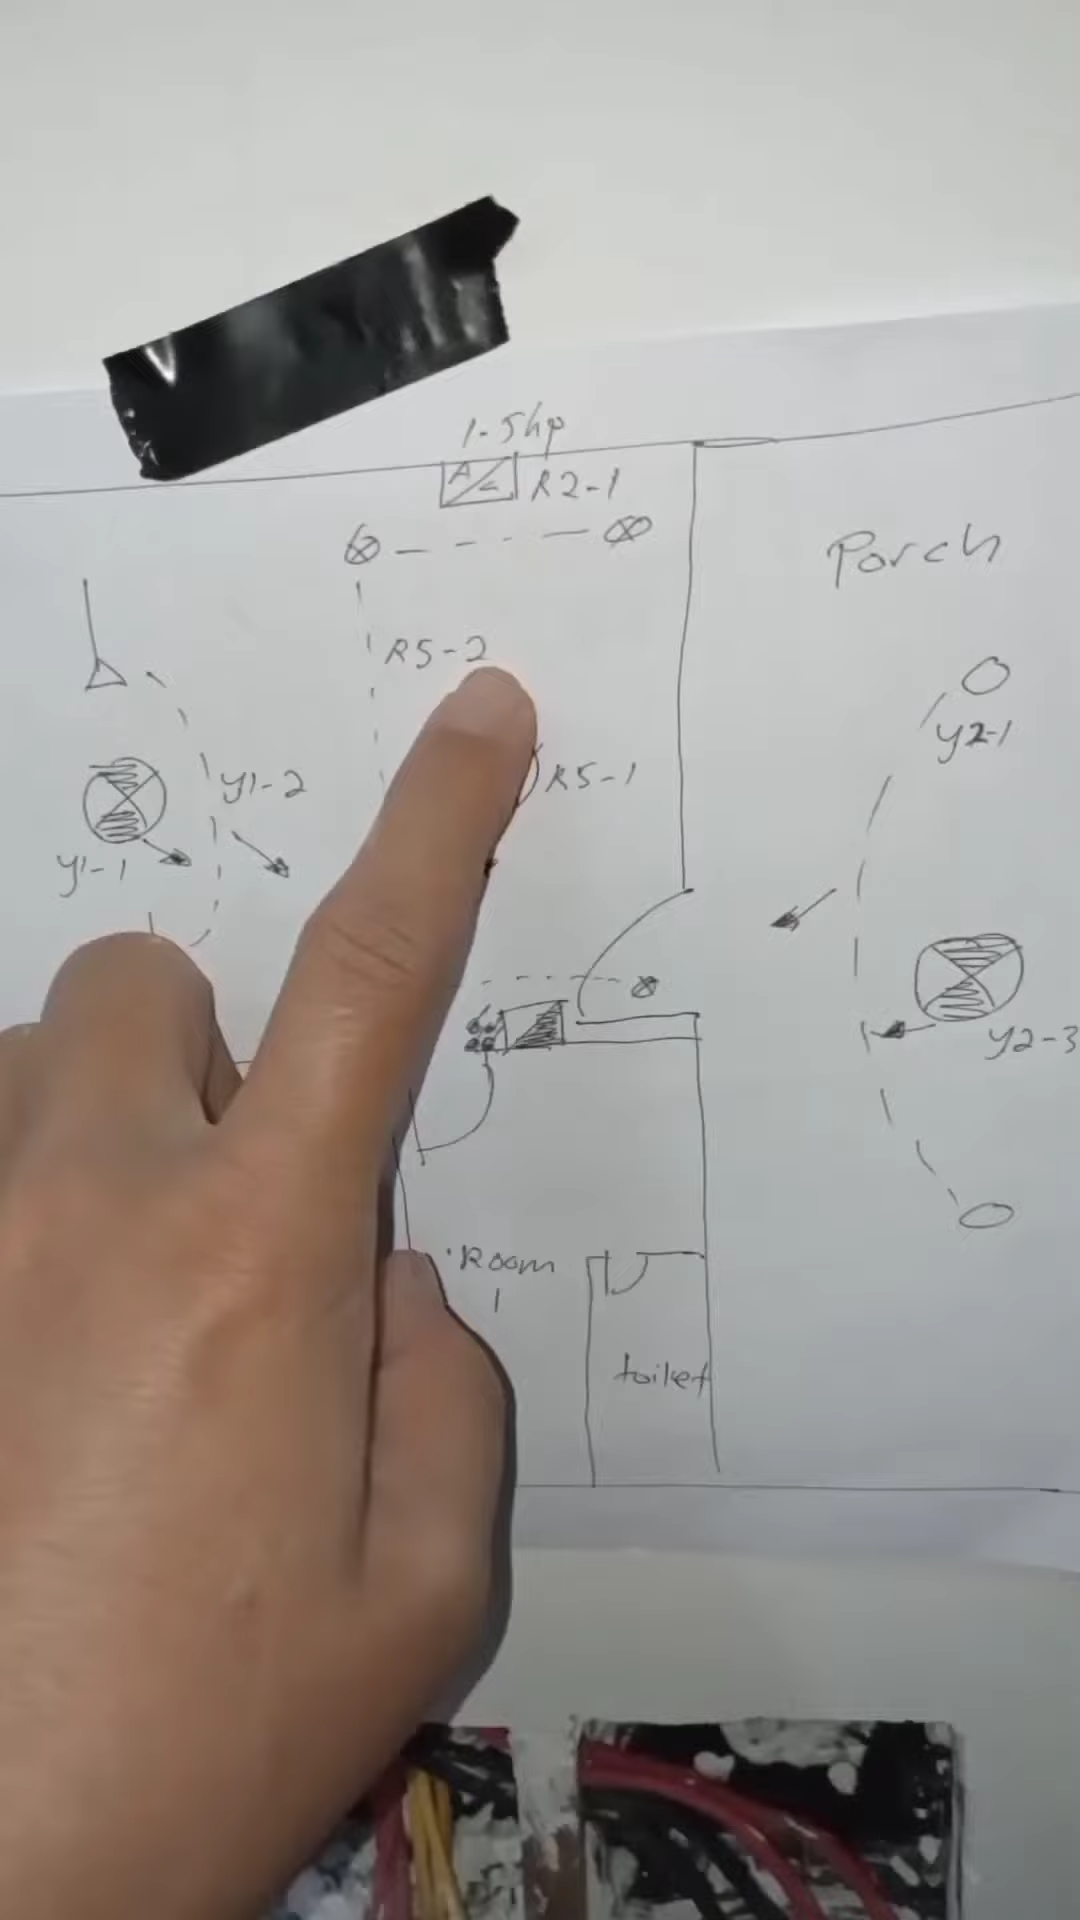 1.5hp
A/C R2-1
Porch
R5-2
Y2-1
R5-1
Y1-2
Y1-1
Y2-3
Room
1
toilet